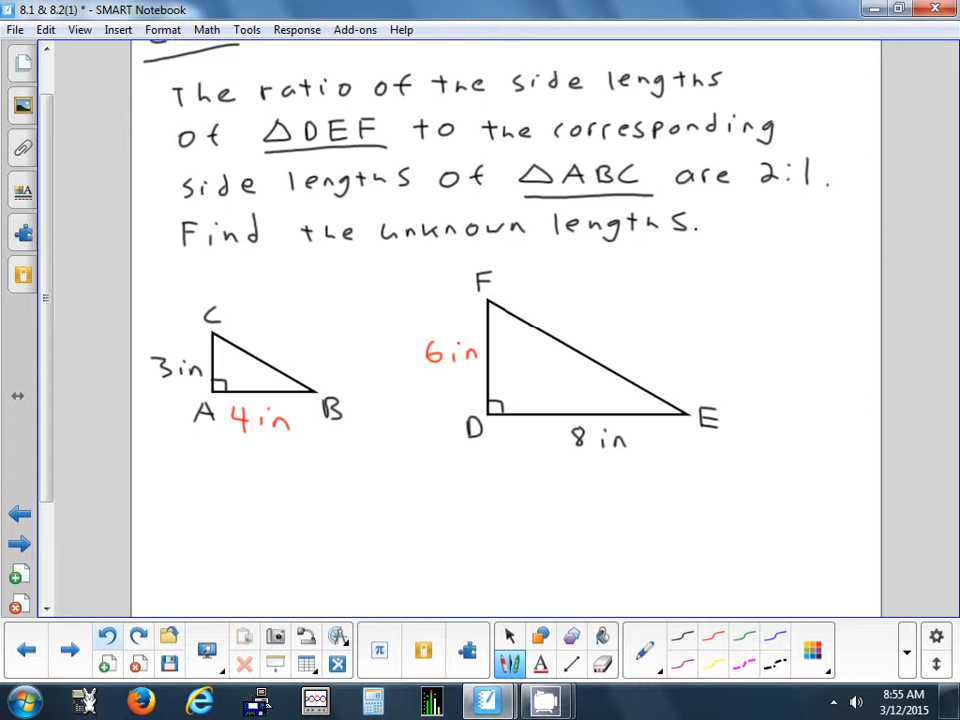 8.1 & 8.2(1) * - SMART Notebook
File Edit View Insert Format Math Tools Response Add-ons Help
The ratio of the side lengths
of △DEF to the corresponding
side lengths of △ABC are 2:1.
Find the unknown lengths.
F
C
6in
3in
A 4in B
D 8 in E
π
A
8:55 AM
3/12/2015